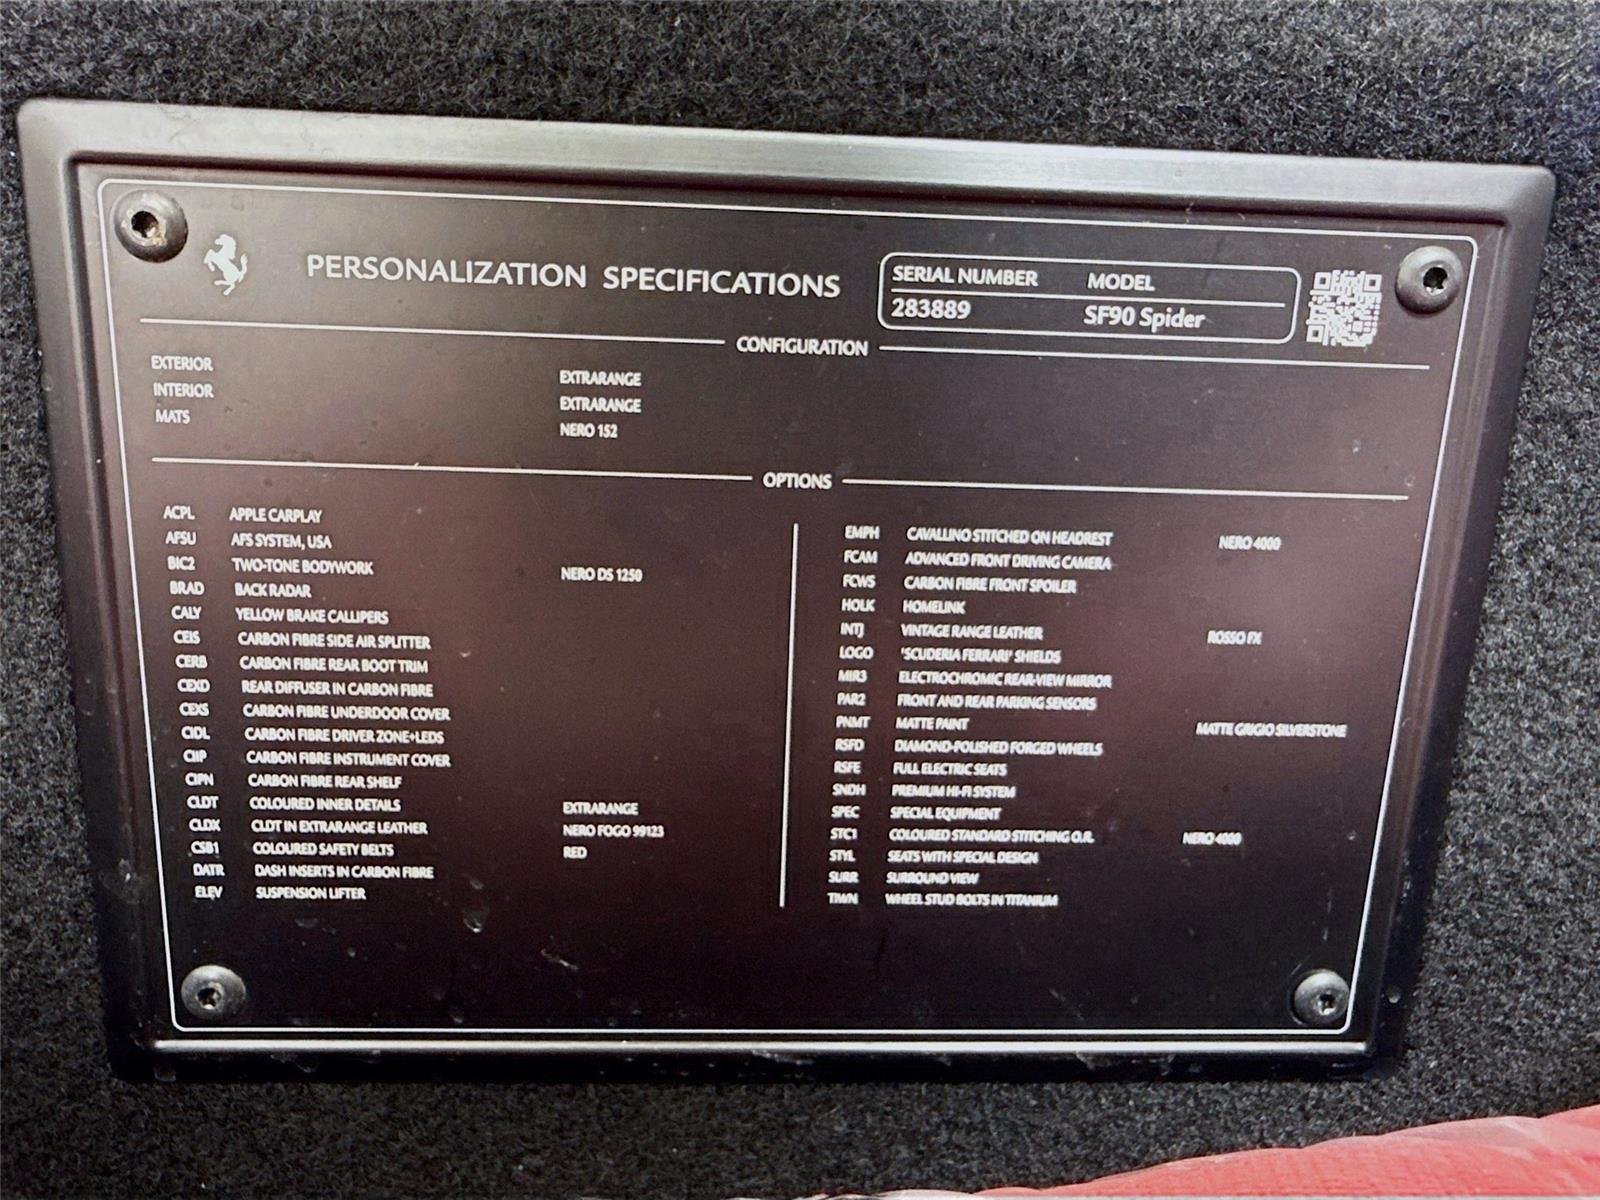 PERSONALIZATION SPECIFICATIONS
SERIAL NUMBER MODEL
283889 SF90 Spider
CONFIGURATION
EXTERIOR EXTRARANGE
INTERIOR EXTRARANGE
MATS NERO 152
OPTIONS
ACPL APPLE CARPLAY
AFSU AFS SYSTEM, USA
BIC2 TWO-TONE BODYWORK NERO DS 1250
BRAD BACK RADAR
CALY YELLOW BRAKE CALLIPERS
CEIS CARBON FIBRE SIDE AIR SPLITTER
CERB CARBON FIBRE REAR BOOT TRIM
CEXD REAR DIFFUSER IN CARBON FIBRE
CEXS CARBON FIBRE UNDERDOOR COVER
CIDL CARBON FIBRE DRIVER ZONE+LEDS
CIIP CARBON FIBRE INSTRUMENT COVER
CIPN CARBON FIBRE REAR SHELF
CLDT COLOURED INNER DETAILS EXTRARANGE
CLDX CLDT IN EXTRARANGE LEATHER NERO FOGO 99123
CSB1 COLOURED SAFETY BELTS RED
DATR DASH INSERTS IN CARBON FIBRE
ELEV SUSPENSION LIFTER
EMPH CAVALLINO STITCHED ON HEADREST NERO 4000
FCAM ADVANCED FRONT DRIVING CAMERA
FCWS CARBON FIBRE FRONT SPOILER
HOLK HOMELINK
INTJ VINTAGE RANGE LEATHER ROSSO FX
LOGO 'SCUDERIA FERRARI' SHIELDS
MIR3 ELECTROCHROMIC REAR-VIEW MIRROR
PAR2 FRONT AND REAR PARKING SENSORS
PNMT MATTE PAINT MATTE GRIGIO SILVERSTONE
RSFD DIAMOND-POLISHED FORGED WHEELS
RSFE FULL ELECTRIC SEATS
SNDH PREMIUM HI-FI SYSTEM
SPEC SPECIAL EQUIPMENT
STC1 COLOURED STANDARD STITCHING O.R. NERO 4000
STYL SEATS WITH SPECIAL DESIGN
SURR SURROUND VIEW
TIWN WHEEL STUD BOLTS IN TITANIUM